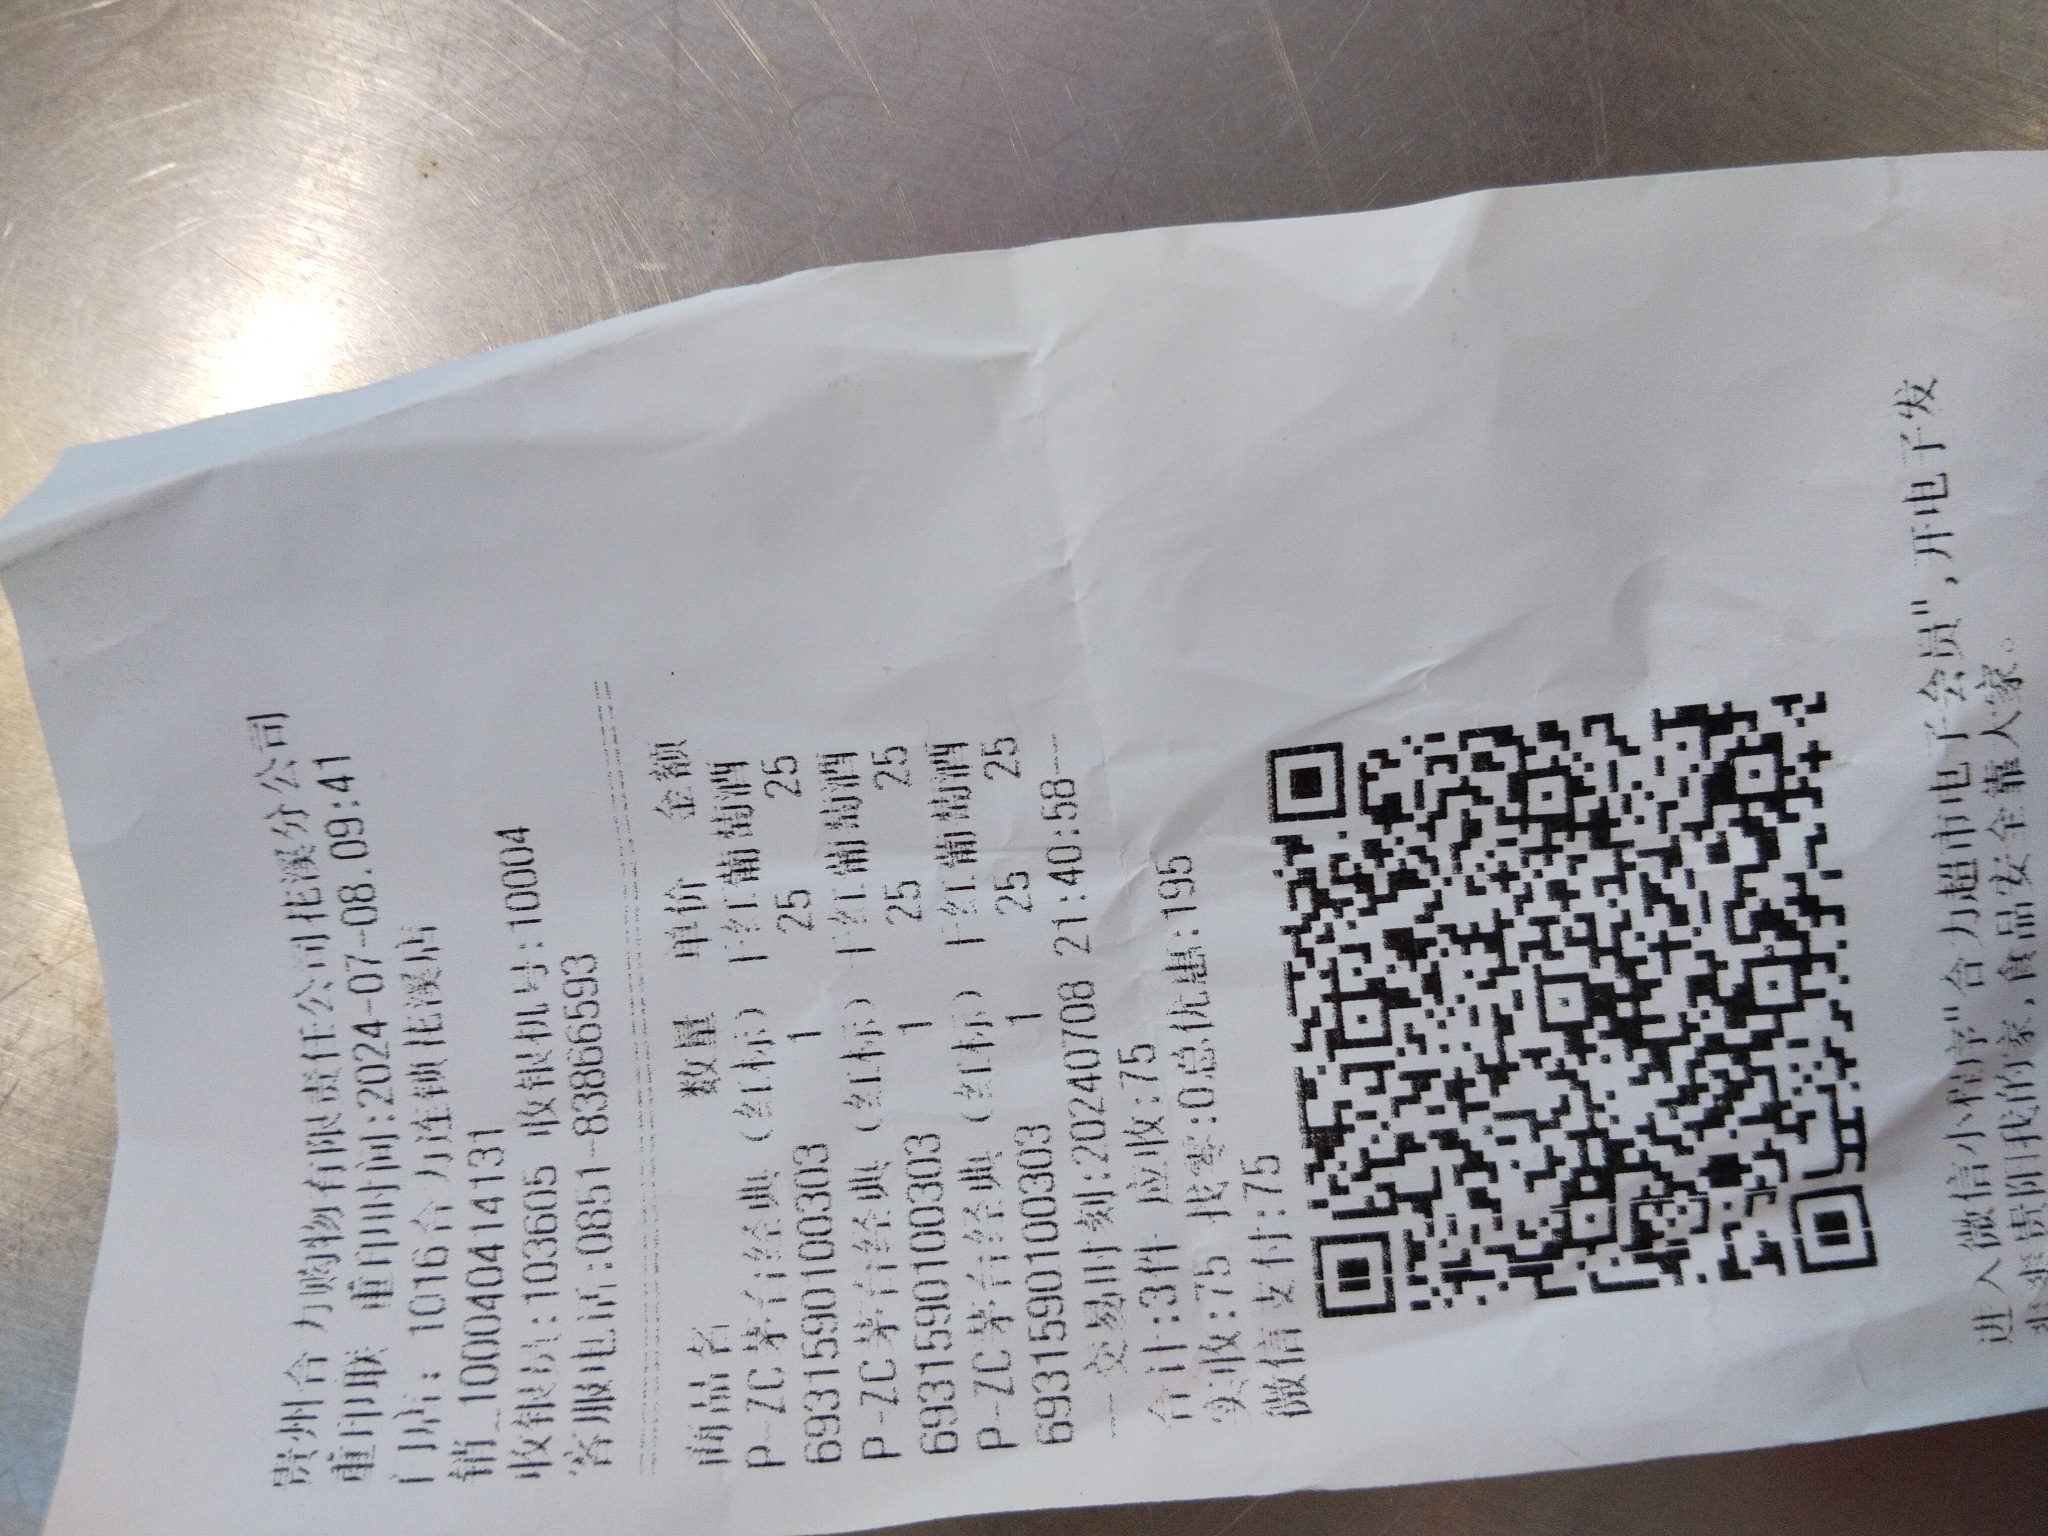 贵州合力购物有限责任公司花溪分公司
重印联 重印时间:2024-07-08.09:41
门店: 1016合力连锁花溪店
销_100040414131
收银员:103605 收银机号:10004
客服电话:0851-83866593
商品名 数量 单价 金额
P-ZC茅台经典（红标）干红葡萄酒
6931590100303 1 25 25
P-ZC茅台经典（红标）干红葡萄酒
6931590100303 1 25 25
P-ZC茅台经典（红标）干红葡萄酒
6931590100303 1 25 25
—交易时刻:20240708 21:40:58—
合计:3件 应收:75
实收:75 找零:0总优惠:195
微信支付:75
进入微信小程序"合力超市电子会员",开电子发
贵阳我的家,食品安全靠大家。